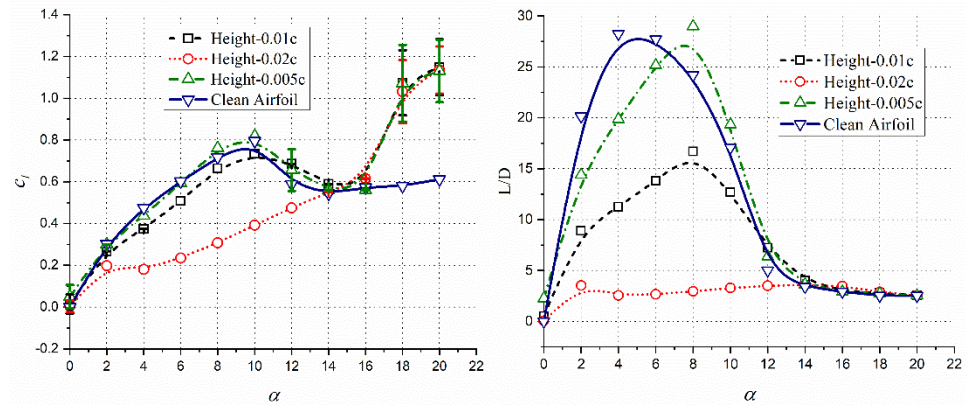 1.4
1.2
1.0
0.8
0.6
0.4
0.2
0.0
-0.2
c_l
Height-0.01c
Height-0.02c
Height-0.005c
Clean Airfoil
0 2 4 6 8 10 12 14 16 18 20 22
α
30
25
20
15
10
5
0
L/D
Height-0.01c
Height-0.02c
Height-0.005c
Clean Airfoil
0 2 4 6 8 10 12 14 16 18 20 22
α